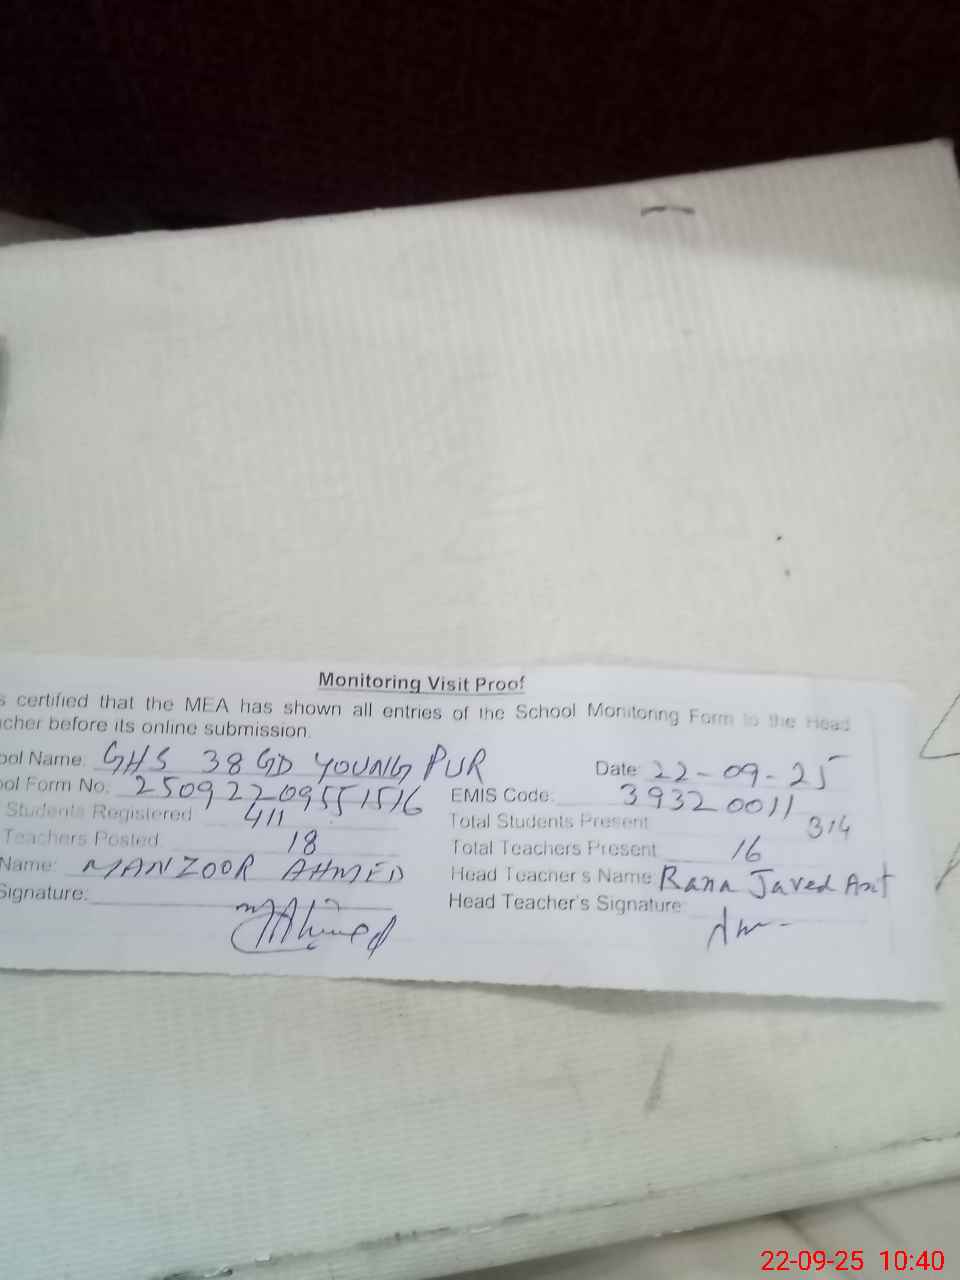 Monitoring Visit Proof
s certified that the MEA has shown all entries of the School Monitoring Form to the Head
cher before its online submission.
ool Name: GHS 38 GD YOUNG PUR Date: 22-09-25
ool Form No. 25092209551516 EMIS Code: 39320011
Students Registered 411 Total Students Present 314
Teachers Posted 18 Total Teachers Present 16
Name: MANZOOR AHMED Head Teacher's Name Rana Javed
Signature: MAhmed Head Teacher's Signature:
22-09-25 10:40